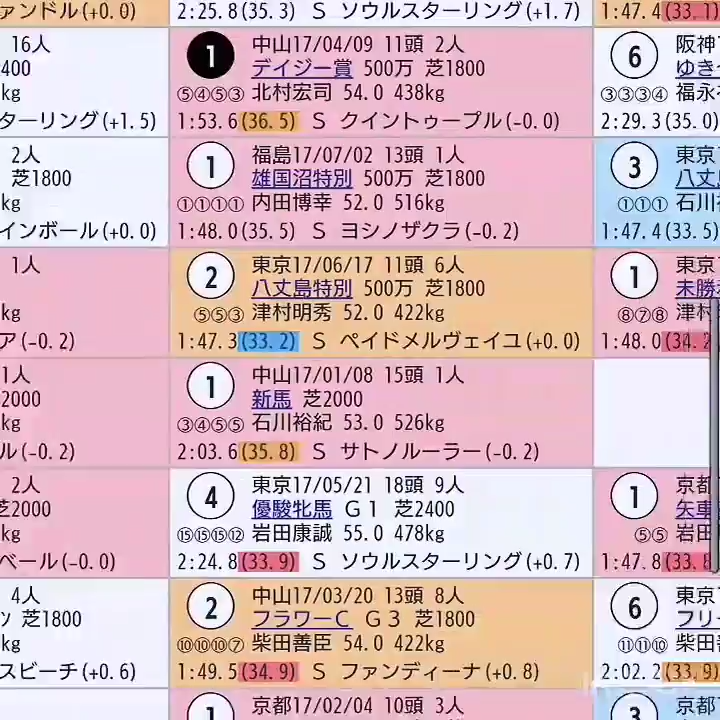 ァンドル(+0.0)
2:25.8(35.3) S ソウルスターリング(+1.7)
1:47.4(33.1)
16人
400
kg
ターリング(+1.5)
1 中山17/04/09 11頭 2人
デイジー賞 500万 芝1800
⑤④⑤③ 北村宏司 54.0 438kg
1:53.6(36.5) S クイントゥープル(-0.0)
6 阪神
ゆき
③③③④ 福永
2:29.3(35.0)
2人
芝1800
kg
インボール(+0.0)
1 福島17/07/02 13頭 1人
雄国沼特別 500万 芝1800
①①①① 内田博幸 52.0 516kg
1:48.0(35.5) S ヨシノザクラ(-0.2)
3 東京
八丈
①①① 石川
1:47.4(33.5)
1人
kg
ア(-0.2)
2 東京17/06/17 11頭 6人
八丈島特別 500万 芝1800
⑤⑤③ 津村明秀 52.0 422kg
1:47.3(33.2) S ペイドメルヴェイユ(+0.0)
1 東京
未勝
⑧⑦⑧ 津村
1:48.0(34.2
1人
2000
kg
ル(-0.2)
1 中山17/01/08 15頭 1人
新馬 芝2000
③④⑤⑤ 石川裕紀 53.0 526kg
2:03.6(35.8) S サトノルーラー(-0.2)
2人
芝2000
kg
ベール(-0.0)
4 東京17/05/21 18頭 9人
優駿牝馬 G1 芝2400
⑮⑮⑮⑫ 岩田康誠 55.0 478kg
2:24.8(33.9) S ソウルスターリング(+0.7)
1 京都
矢車
⑤⑤ 岩田
1:47.8(33.8
4人
ツ 芝1800
kg
スピーチ(+0.6)
2 中山17/03/20 13頭 8人
フラワーC G3 芝1800
⑩⑩⑩⑦ 柴田善臣 54.0 422kg
1:49.5(34.9) S ファンディーナ(+0.8)
6 東京
フリー
⑪⑪⑩ 柴田
2:02.2(33.9)
1 京都17/02/04 10頭 3人
3 京都